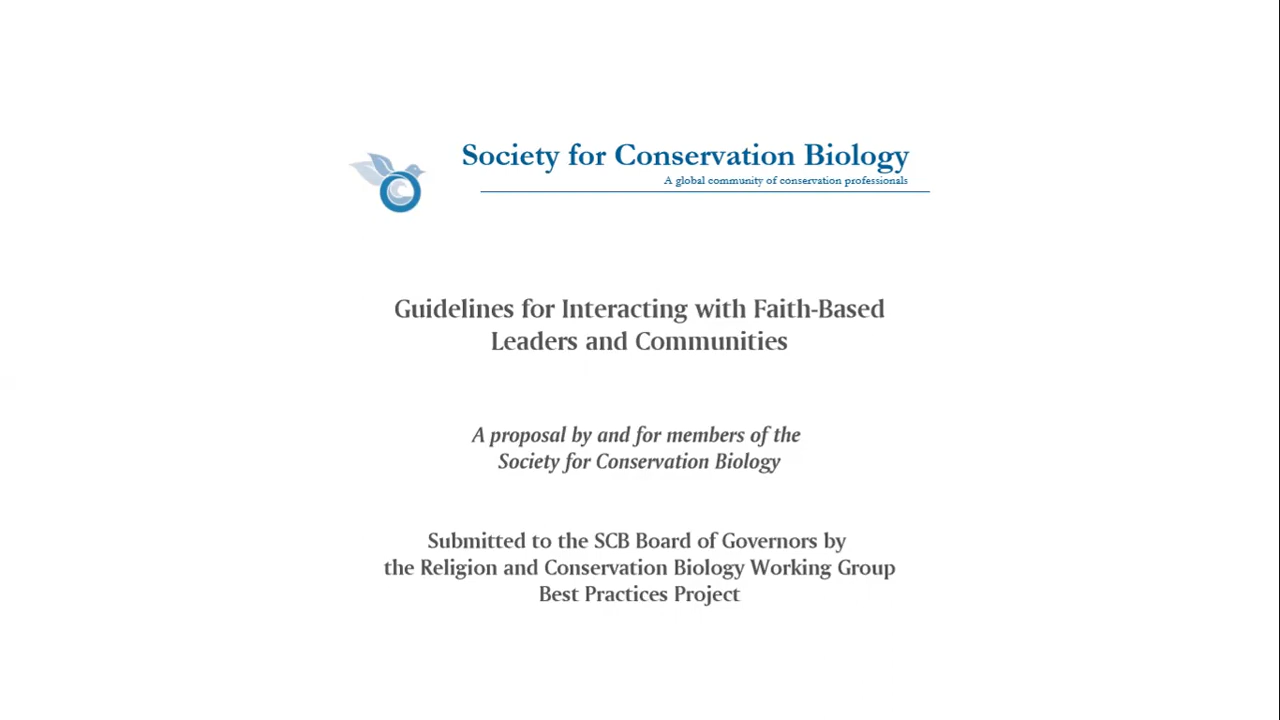 Society for Conservation Biology
A global community of conservation professionals
Guidelines for Interacting with Faith-Based
Leaders and Communities
A proposal by and for members of the
Society for Conservation Biology
Submitted to the SCB Board of Governors by
the Religion and Conservation Biology Working Group
Best Practices Project